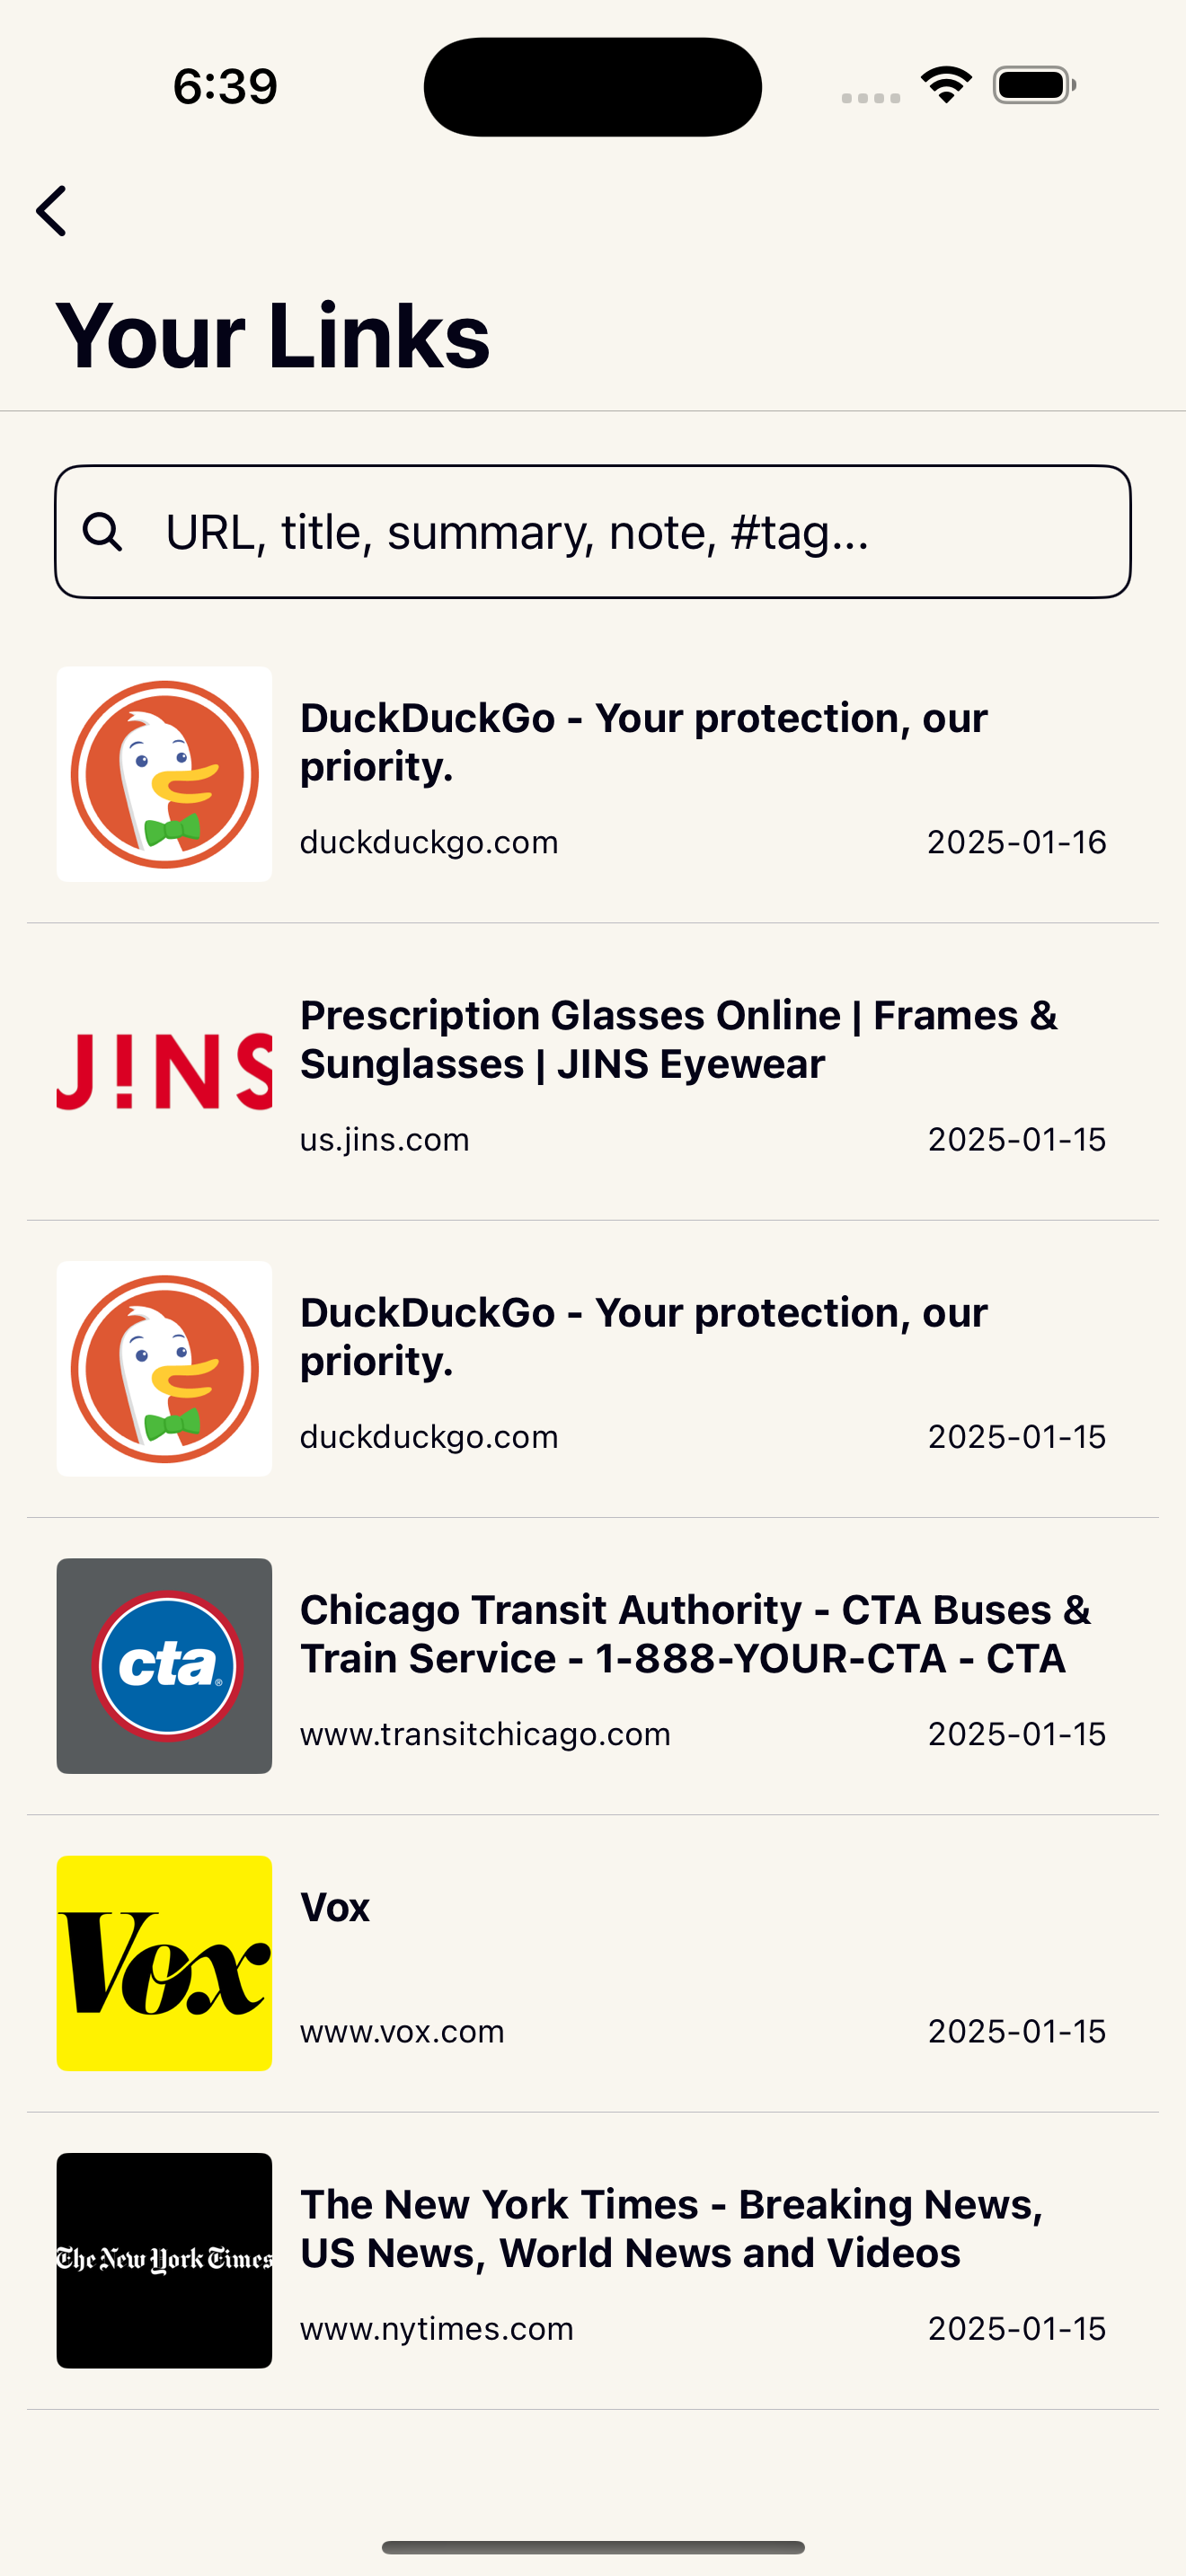 6:39
Your Links
URL, title, summary, note, #tag...
DuckDuckGo - Your protection, our
priority.
duckduckgo.com 2025-01-16
J!NS
Prescription Glasses Online | Frames &
Sunglasses | JINS Eyewear
us.jins.com 2025-01-15
DuckDuckGo - Your protection, our
priority.
duckduckgo.com 2025-01-15
cta®
Chicago Transit Authority - CTA Buses &
Train Service - 1-888-YOUR-CTA - CTA
www.transitchicago.com 2025-01-15
Vox
Vox
www.vox.com 2025-01-15
The New York Times
The New York Times - Breaking News,
US News, World News and Videos
www.nytimes.com 2025-01-15